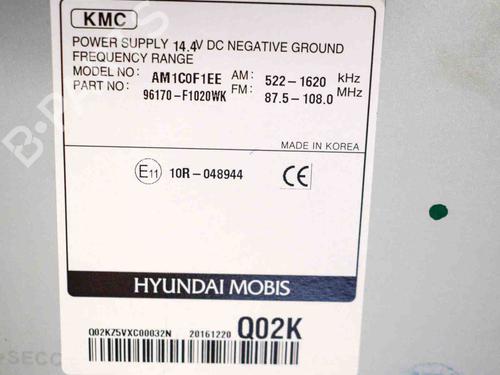 KMC
POWER SUPPLY 14.4V DC NEGATIVE GROUND
FREQUENCY RANGE
MODEL NO: AM1C0F1EE AM: 522-1620 kHz
PART NO: 96170-F1020WK FM: 87.5-108.0 MHz
MADE IN KOREA
E11 10R-048944 CE
HYUNDAI MOBIS
Q02KZ5VXC00032N 20161220 Q02K